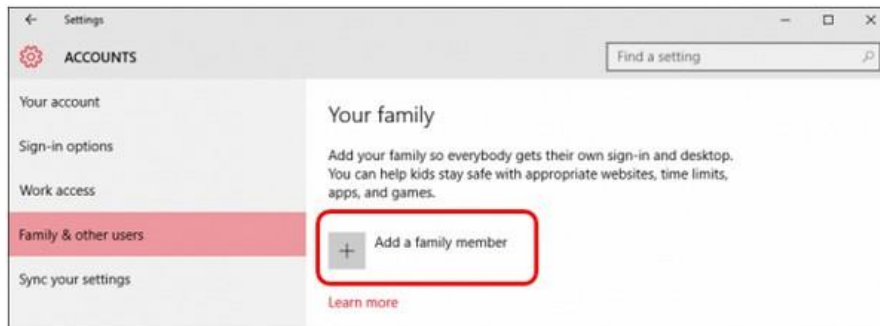 Settings
ACCOUNTS
Find a setting
Your account
Sign-in options
Work access
Family & other users
Sync your settings
Your family
Add your family so everybody gets their own sign-in and desktop.
You can help kids stay safe with appropriate websites, time limits,
apps, and games.
Add a family member
Learn more